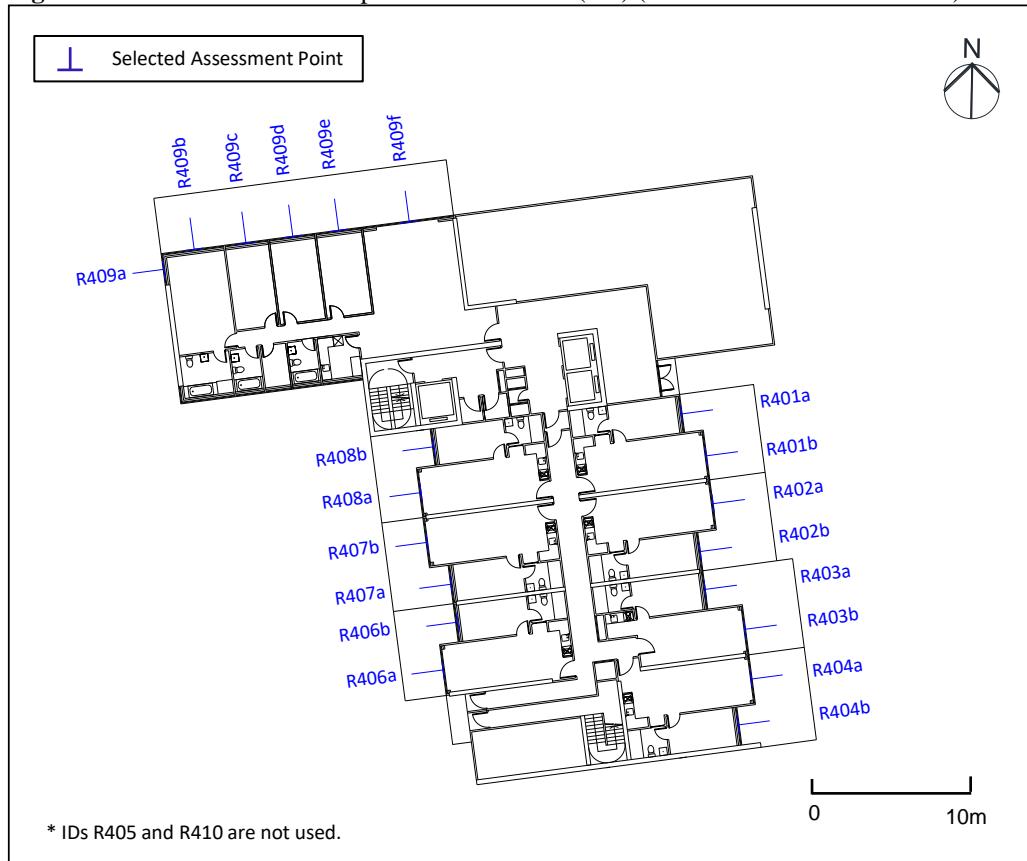 Selected Assessment Point
N
R409b
R409c
R409d
R409e
R409f
R409a
R401a
R401b
R408b
R408a
R402a
R402b
R407b
R407a
R403a
R403b
R406b
R406a
R404a
R404b
0 10m
* IDs R405 and R410 are not used.